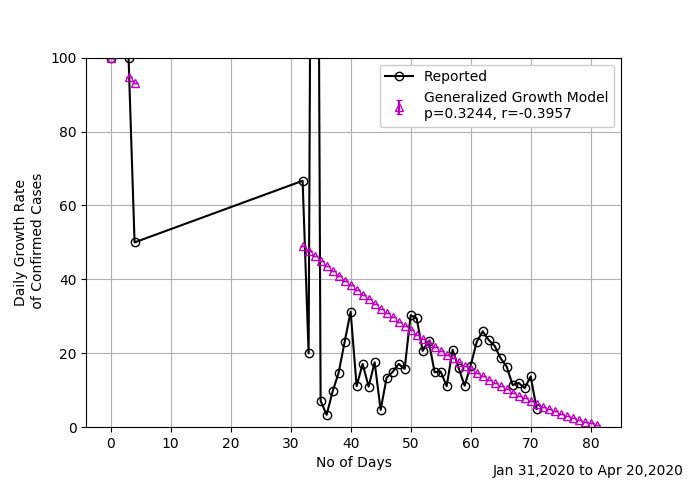 100
80
60
40
20
0
Daily Growth Rate
of Confirmed Cases
Reported
Generalized Growth Model
p=0.3244, r=-0.3957
0 10 20 30 40 50 60 70 80
No of Days
Jan 31,2020 to Apr 20,2020